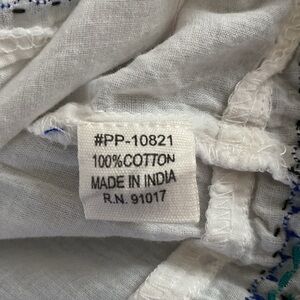 #PP-10821
100%COTTON
MADE IN INDIA
R.N. 91017